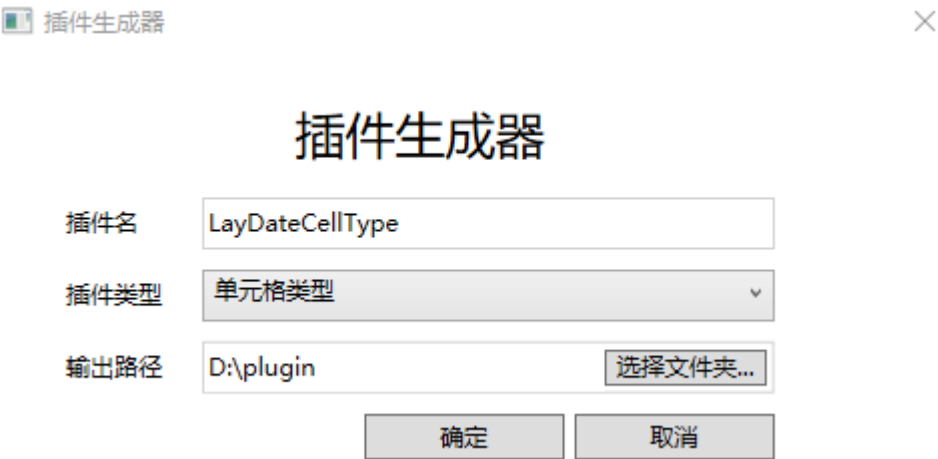 插件生成器
插件生成器
插件名 LayDateCellType
插件类型 单元格类型
输出路径 D:\plugin 选择文件夹...
确定 取消